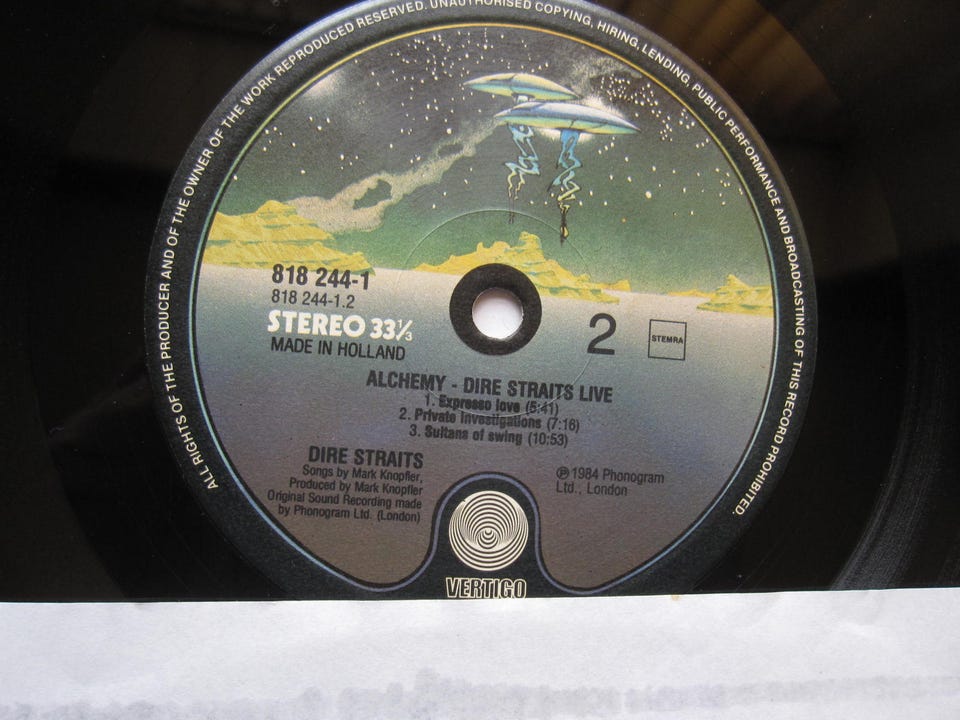 ALL RIGHTS OF THE PRODUCER AND OF THE OWNER OF THE WORK REPRODUCED RESERVED. UNAUTHORISED COPYING, HIRING, LENDING, PUBLIC PERFORMANCE AND BROADCASTING OF THIS RECORD PROHIBITED.
818 244-1
818 244-1.2
STEREO 33⅓
MADE IN HOLLAND
2
STEMRA
ALCHEMY - DIRE STRAITS LIVE
1. Expresso love (5:41)
2. Private investigations (7:16)
3. Sultans of swing (10:53)
DIRE STRAITS
Songs by Mark Knopfler,
Produced by Mark Knopfler
Original Sound Recording made
by Phonogram Ltd. (London)
℗ 1984 Phonogram
Ltd., London
VERTIGO